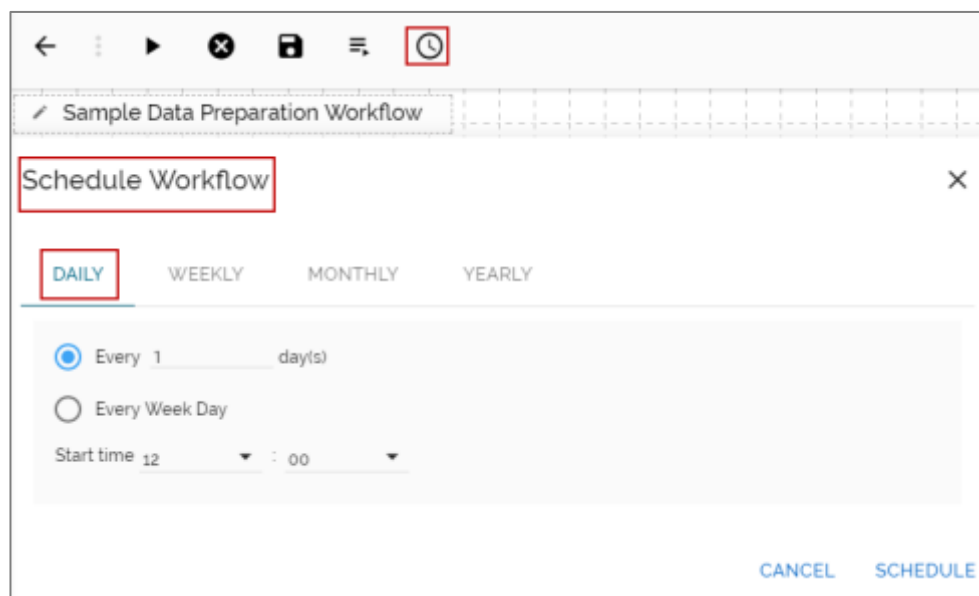 Sample Data Preparation Workflow
Schedule Workflow
DAILY WEEKLY MONTHLY YEARLY
Every 1 day(s)
Every Week Day
Start time 12 : 00
CANCEL SCHEDULE